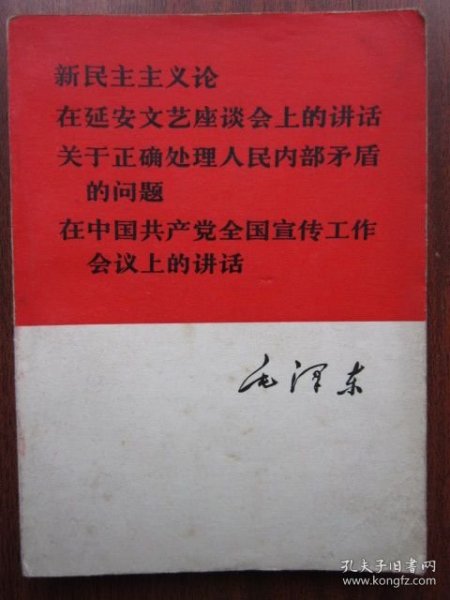 新民主主义论
在延安文艺座谈会上的讲话
关于正确处理人民内部矛盾
的问题
在中国共产党全国宣传工作
会议上的讲话
毛泽东
孔夫子旧书网
www.kongfz.com